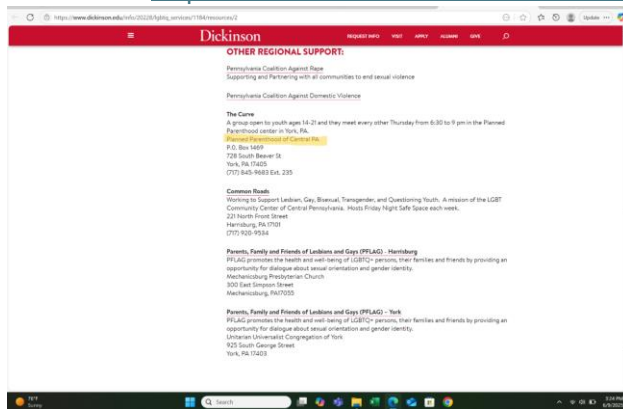 https://www.dickinson.edu/info/20228/lgbtq_services/1184/resources/2
Update
Dickinson
REQUEST INFO VISIT APPLY ALUMNI GIVE
OTHER REGIONAL SUPPORT:
Pennsylvania Coalition Against Rape
Supporting and Partnering with all communities to end sexual violence
Pennsylvania Coalition Against Domestic Violence
The Curve
A group open to youth ages 14-21 and they meet every other Thursday from 6:30 to 9 pm in the Planned
Parenthood center in York, PA.
Planned Parenthood of Central PA
P.O. Box 1469
728 South Beaver St
York, PA 17405
(717) 845-9683 Ext. 235
Common Roads
Working to Support Lesbian, Gay, Bisexual, Transgender, and Questioning Youth. A mission of the LGBT
Community Center of Central Pennsylvania. Hosts Friday Night Safe Space each week.
221 North Front Street
Harrisburg, PA 17101
(717) 920-9534
Parents, Family and Friends of Lesbians and Gays (PFLAG) - Harrisburg
PFLAG promotes the health and well-being of LGBTQ+ persons, their families and friends by providing an
opportunity for dialogue about sexual orientation and gender identity.
Mechanicsburg Presbyterian Church
300 East Simpson Street
Mechanicsburg, PA17055
Parents, Family and Friends of Lesbians and Gays (PFLAG) – York
PFLAG promotes the health and well-being of LGBTQ+ persons, their families and friends by providing an
opportunity for dialogue about sexual orientation and gender identity.
Unitarian Universalist Congregation of York
925 South George Street
York, PA 17403
Sunny
Search
3:24 PM
6/9/2025